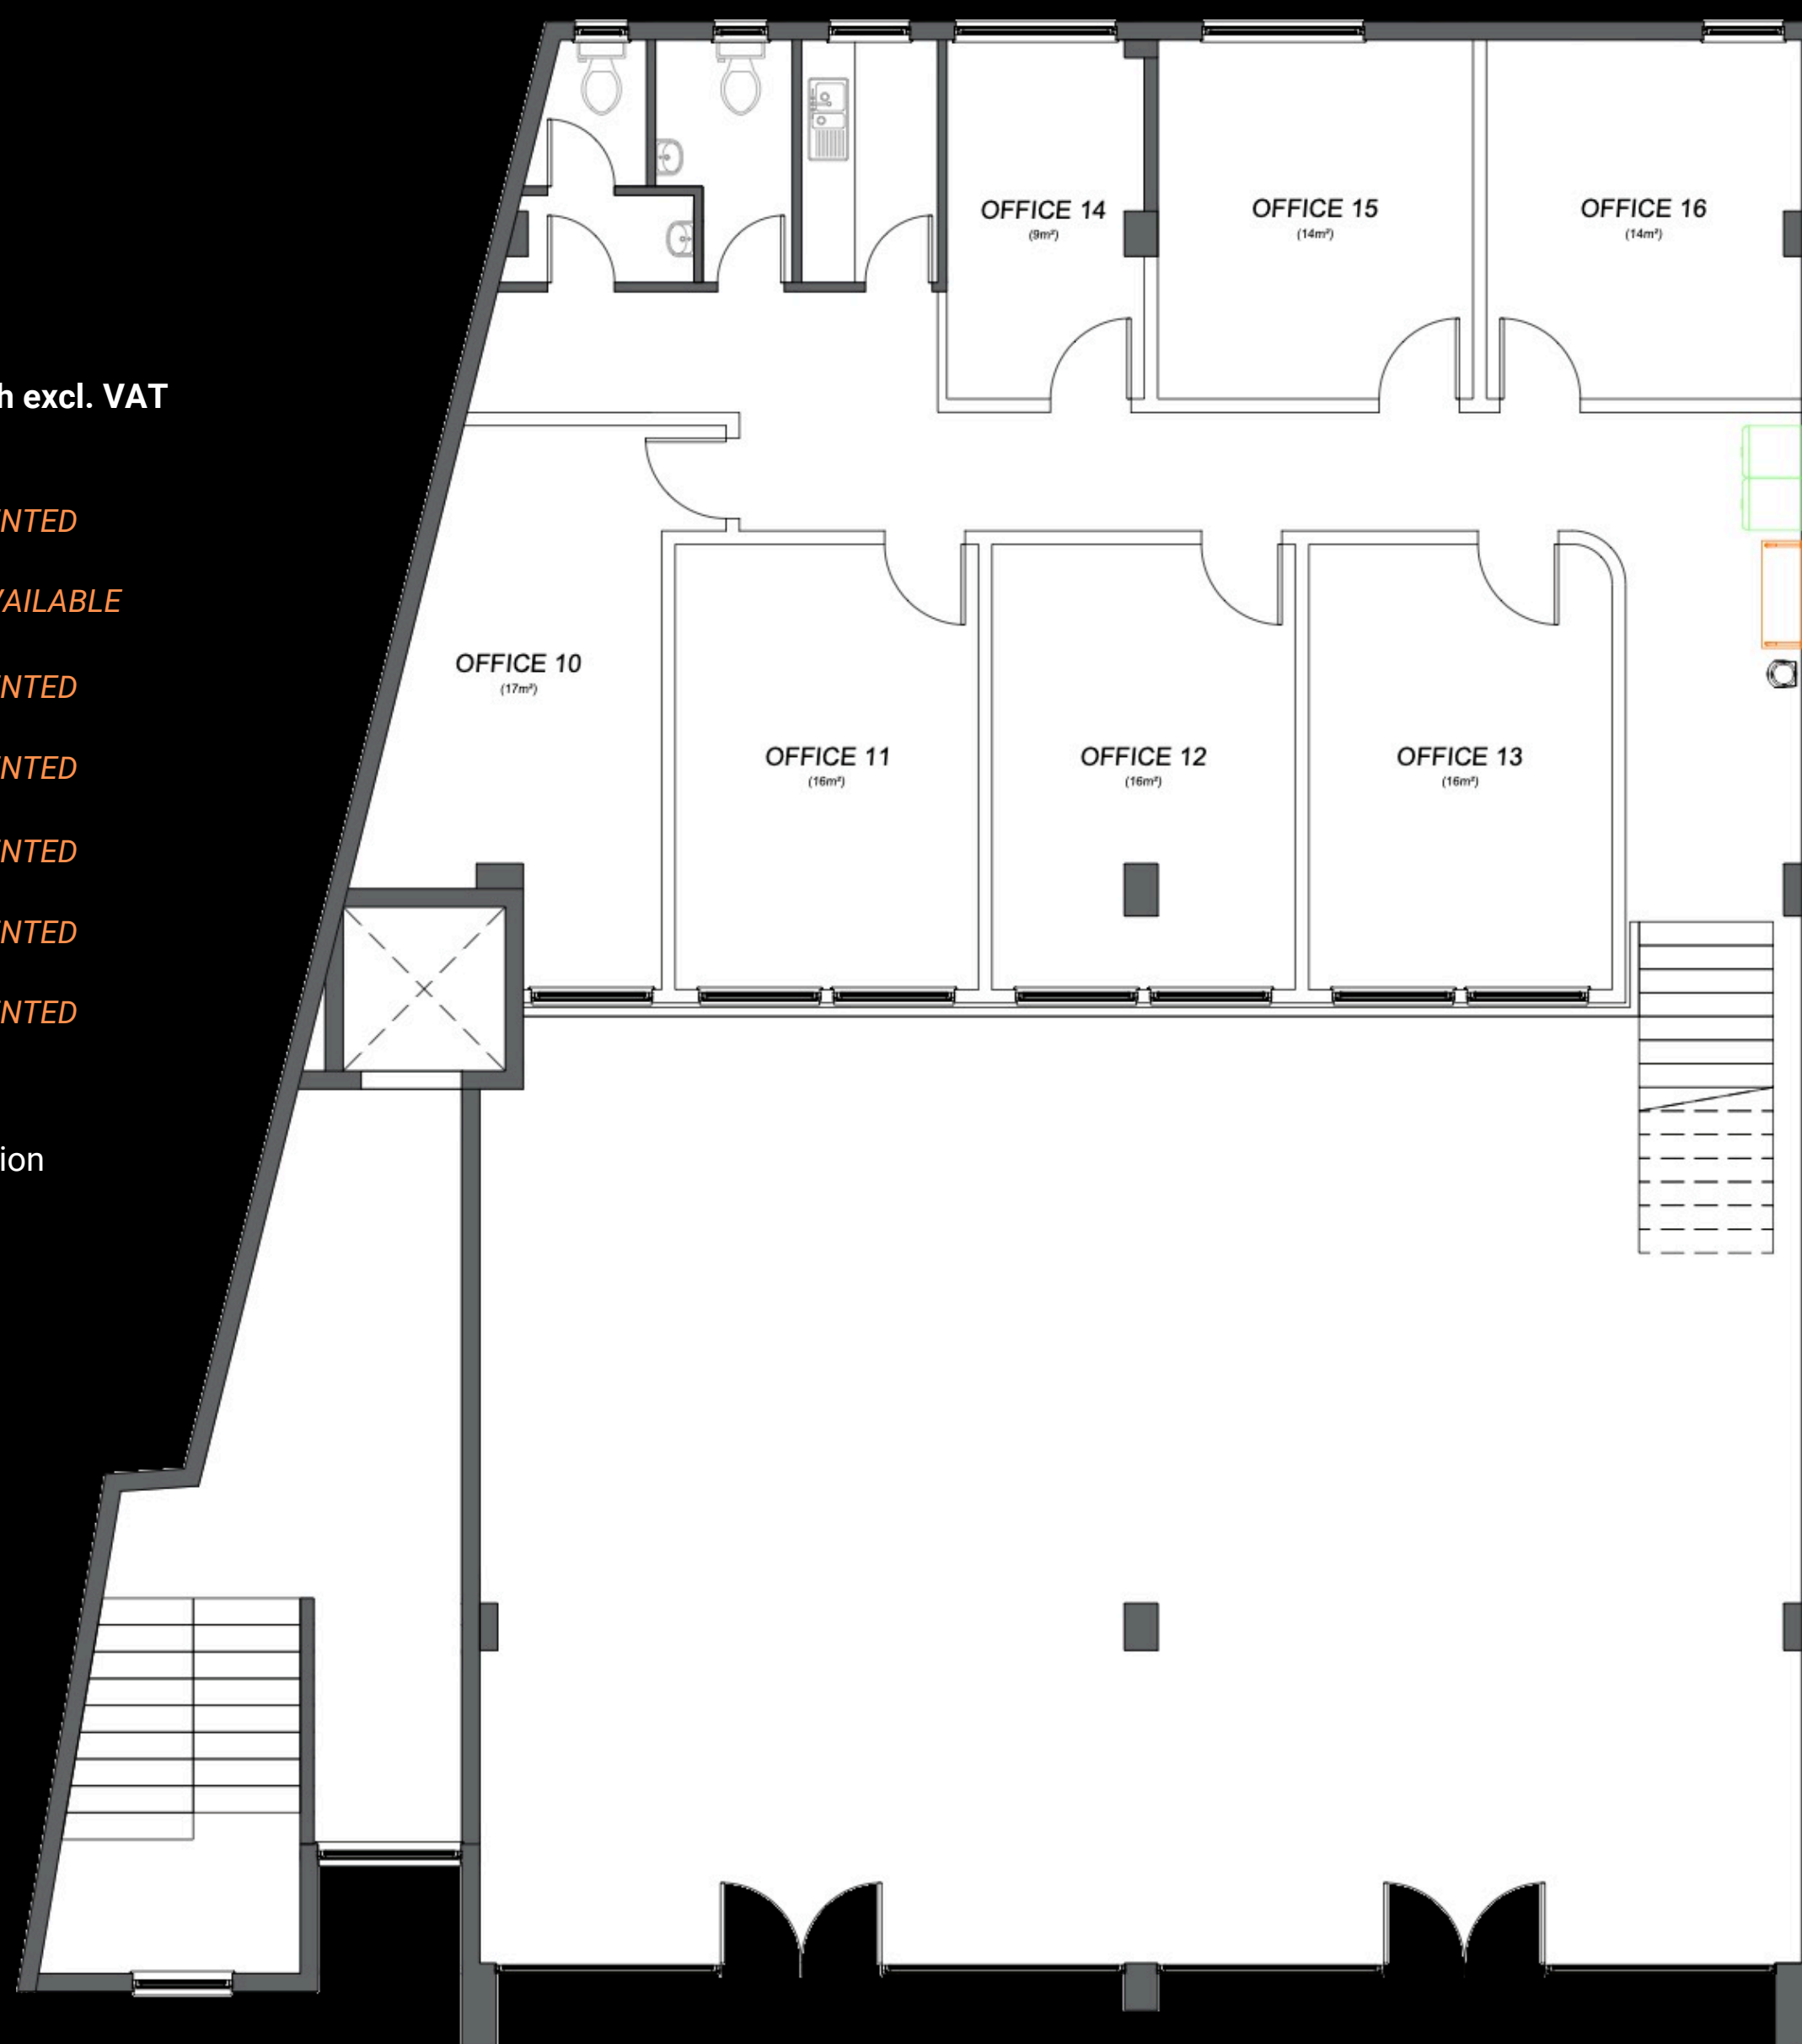 h excl. VAT
NTED
AILABLE
NTED
NTED
NTED
NTED
NTED
ion
OFFICE 14
(9m²)
OFFICE 15
(14m²)
OFFICE 16
(14m²)
OFFICE 10
(17m²)
OFFICE 11
(16m²)
OFFICE 12
(16m²)
OFFICE 13
(16m²)